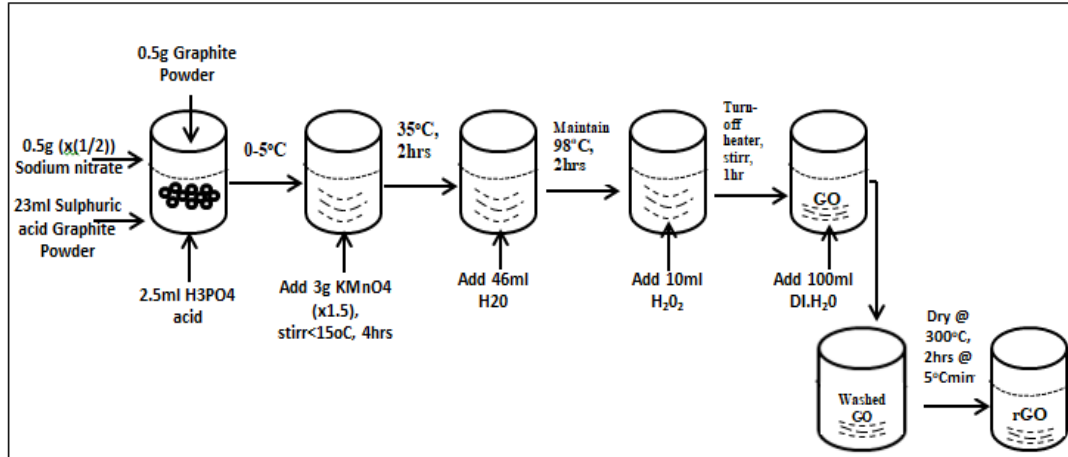 0.5g Graphite
Powder
0.5g (x(1/2))
Sodium nitrate
23ml Sulphuric
acid Graphite
Powder
2.5ml H3PO4
acid
0-5°C
Add 3g KMnO4
(x1.5),
stirr<15oC, 4hrs
35°C,
2hrs
Add 46ml
H20
Maintain
98°C,
2hrs
Add 10ml
H₂0₂
Turn-
off
heater,
stirr,
1hr
GO
Add 100ml
DI.H₂0
Washed
GO
Dry @
300°C,
2hrs @
5°Cmin
rGO